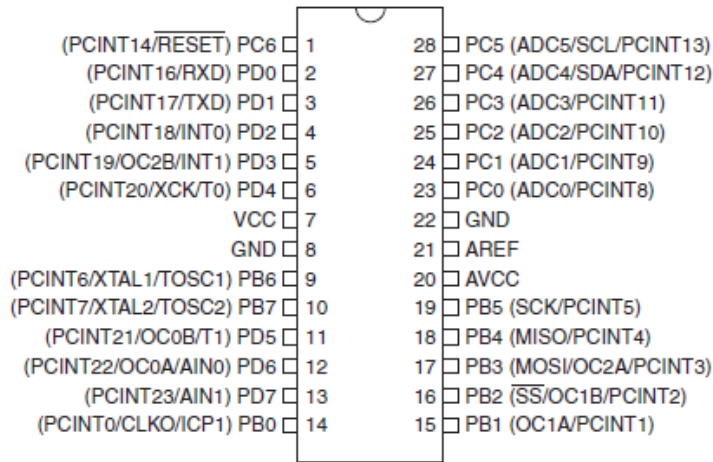 (PCINT14/RESET) PC6 1 28 PC5 (ADC5/SCL/PCINT13)
(PCINT16/RXD) PD0 2 27 PC4 (ADC4/SDA/PCINT12)
(PCINT17/TXD) PD1 3 26 PC3 (ADC3/PCINT11)
(PCINT18/INT0) PD2 4 25 PC2 (ADC2/PCINT10)
(PCINT19/OC2B/INT1) PD3 5 24 PC1 (ADC1/PCINT9)
(PCINT20/XCK/T0) PD4 6 23 PC0 (ADC0/PCINT8)
VCC 7 22 GND
GND 8 21 AREF
(PCINT6/XTAL1/TOSC1) PB6 9 20 AVCC
(PCINT7/XTAL2/TOSC2) PB7 10 19 PB5 (SCK/PCINT5)
(PCINT21/OC0B/T1) PD5 11 18 PB4 (MISO/PCINT4)
(PCINT22/OC0A/AIN0) PD6 12 17 PB3 (MOSI/OC2A/PCINT3)
(PCINT23/AIN1) PD7 13 16 PB2 (SS/OC1B/PCINT2)
(PCINT0/CLKO/ICP1) PB0 14 15 PB1 (OC1A/PCINT1)